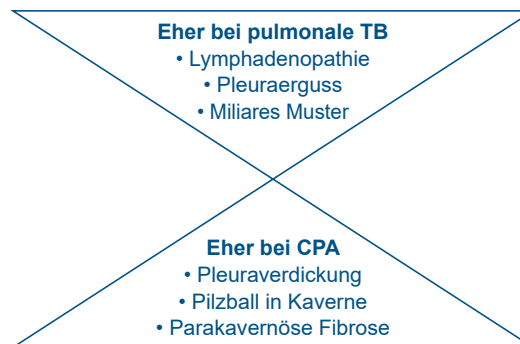 Eher bei pulmonale TB
• Lymphadenopathie
• Pleuraerguss
• Miliares Muster
Eher bei CPA
• Pleuraverdickung
• Pilzball in Kaverne
• Parakavernöse Fibrose